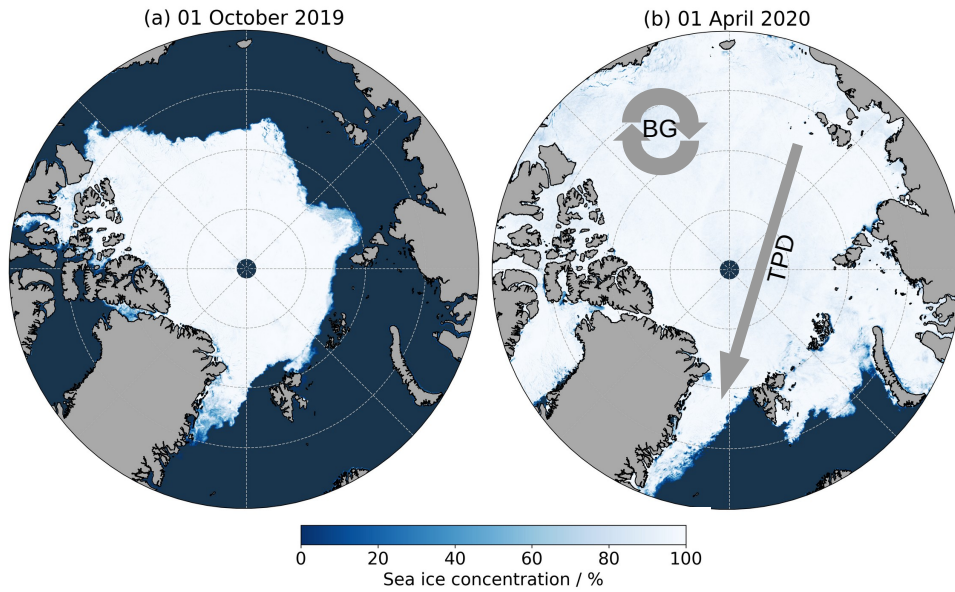 (a) 01 October 2019
(b) 01 April 2020
BG
TPD
0 20 40 60 80 100
Sea ice concentration / %